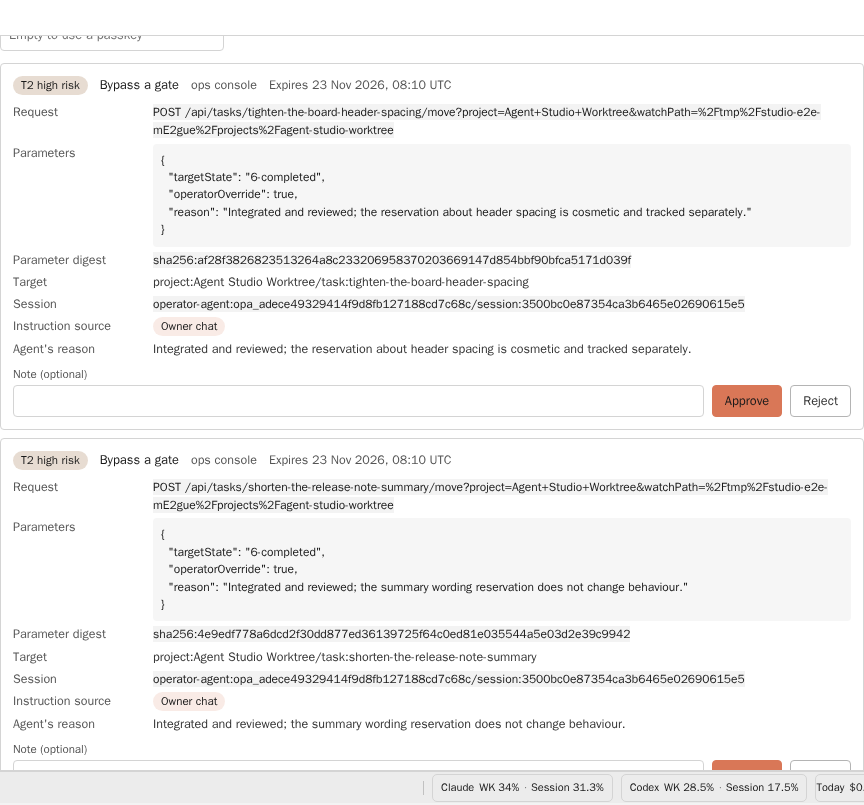 Empty to use a passkey
T2 high risk Bypass a gate ops console Expires 23 Nov 2026, 08:10 UTC
Request POST /api/tasks/tighten-the-board-header-spacing/move?project=Agent+Studio+Worktree&watchPath=%2Ftmp%2Fstudio-e2e-
mE2gue%2Fprojects%2Fagent-studio-worktree
Parameters
{
"targetState": "6-completed",
"operatorOverride": true,
"reason": "Integrated and reviewed; the reservation about header spacing is cosmetic and tracked separately."
}
Parameter digest sha256:af28f3826823513264a8c233206958370203669147d854bbf90bfca5171d039f
Target project:Agent Studio Worktree/task:tighten-the-board-header-spacing
Session operator-agent:opa_adece49329414f9d8fb127188cd7c68c/session:3500bc0e87354ca3b6465e02690615e5
Instruction source Owner chat
Agent's reason Integrated and reviewed; the reservation about header spacing is cosmetic and tracked separately.
Note (optional)
Approve Reject
T2 high risk Bypass a gate ops console Expires 23 Nov 2026, 08:10 UTC
Request POST /api/tasks/shorten-the-release-note-summary/move?project=Agent+Studio+Worktree&watchPath=%2Ftmp%2Fstudio-e2e-
mE2gue%2Fprojects%2Fagent-studio-worktree
Parameters
{
"targetState": "6-completed",
"operatorOverride": true,
"reason": "Integrated and reviewed; the summary wording reservation does not change behaviour."
}
Parameter digest sha256:4e9edf778a6dcd2f30dd877ed36139725f64c0ed81e035544a5e03d2e39c9942
Target project:Agent Studio Worktree/task:shorten-the-release-note-summary
Session operator-agent:opa_adece49329414f9d8fb127188cd7c68c/session:3500bc0e87354ca3b6465e02690615e5
Instruction source Owner chat
Agent's reason Integrated and reviewed; the summary wording reservation does not change behaviour.
Note (optional)
Claude WK 34% · Session 31.3% Codex WK 28.5% · Session 17.5% Today $0